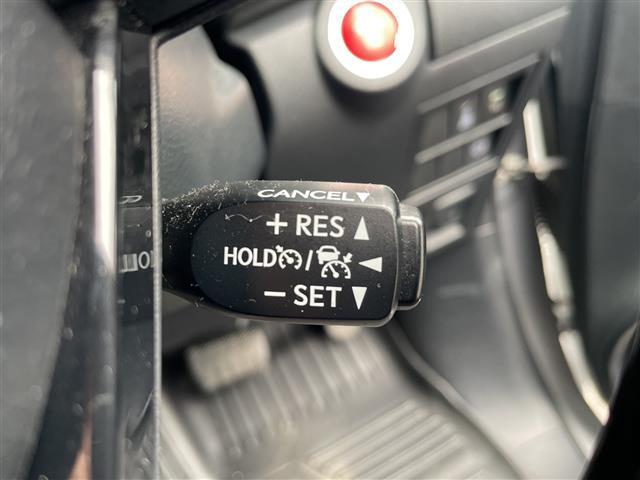 CANCEL▼
+ RES ▲
HOLD / ◀
− SET ▼